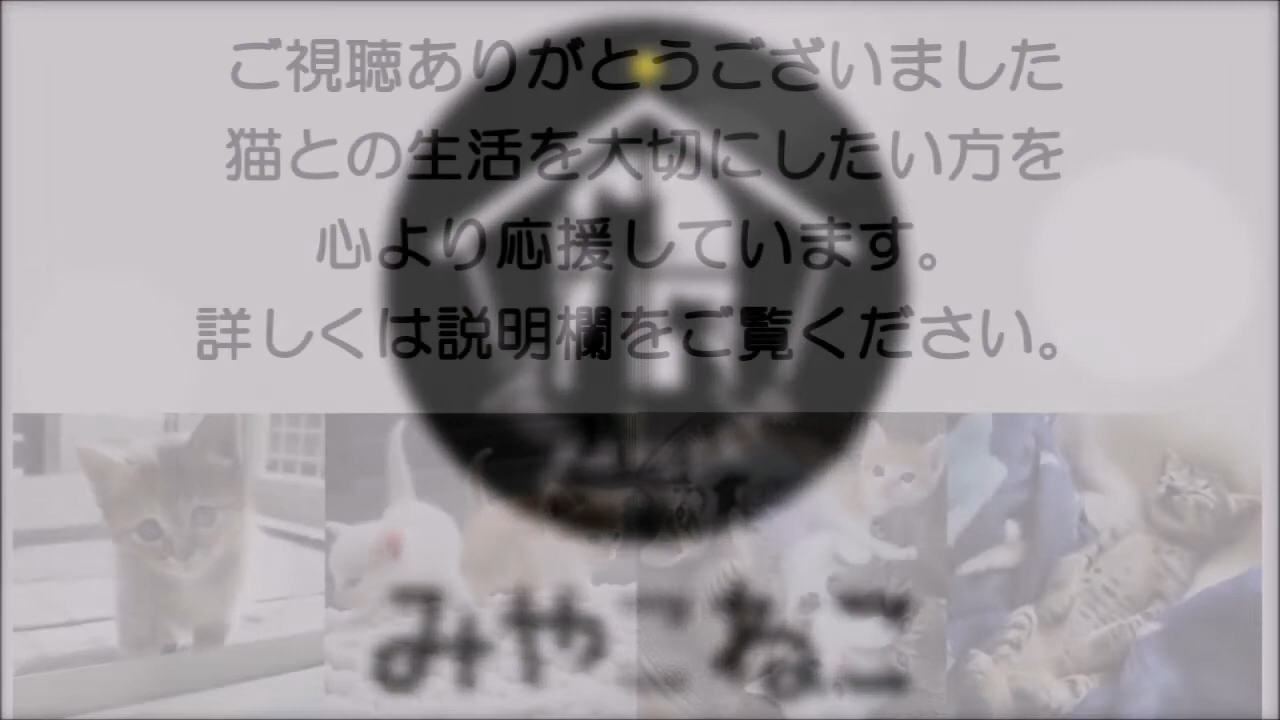 ご視聴ありがとうございました
猫との生活を大切にしたい方を
心より応援しています。
詳しくは説明欄をご覧ください。
みやこねこ